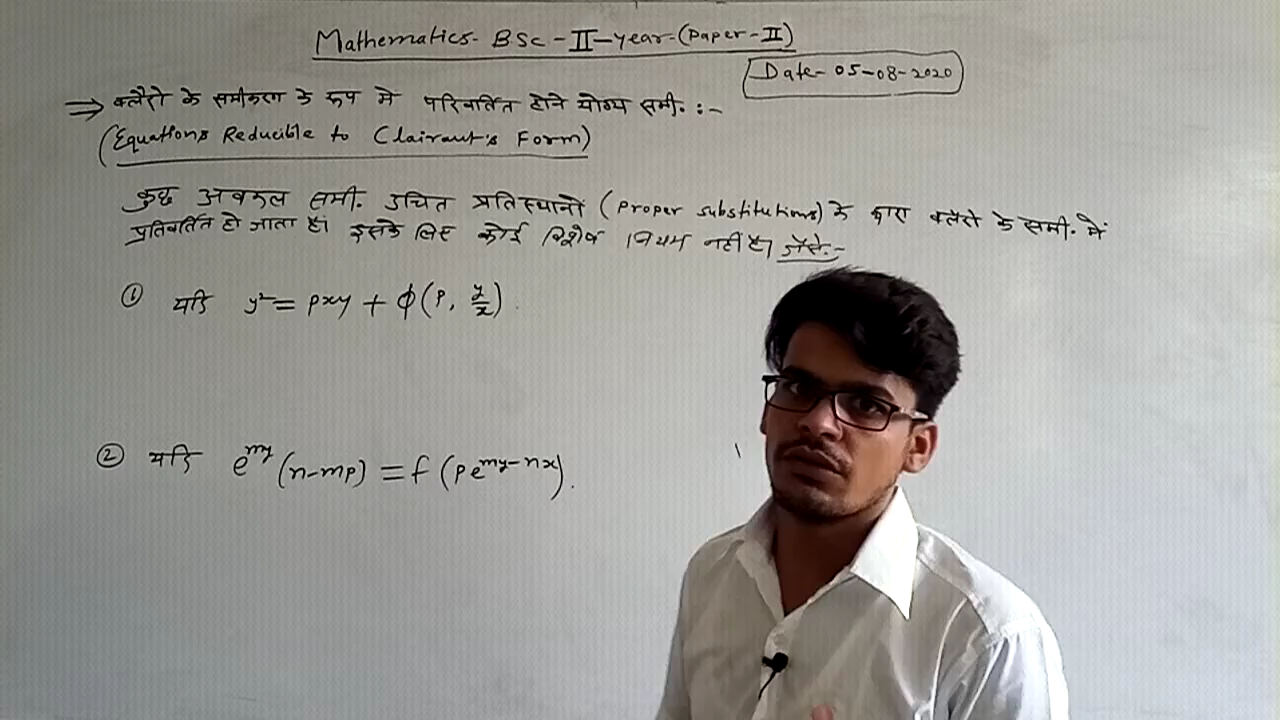 Mathematics- BSc-II-year-(Paper-II)
Date- 05-08-2020
⇒ क्लैरो के समीकरण के रूप में परिवर्तित होने योग्य समी. :-
(Equations Reducible to Clairaut's Form)
कुछ अवकल समी. उचित प्रतिस्थानों (proper substitutions) के द्वारा क्लैरो के समी. में
प्रतिवर्तित हो जाता है। इसके लिए कोई विशेष नियम नहीं है। जैसे:-
① यदि y² = pxy + ϕ(p, y/x).
② यदि e^{my} (n-mp) = f (pe^{my-nx}).